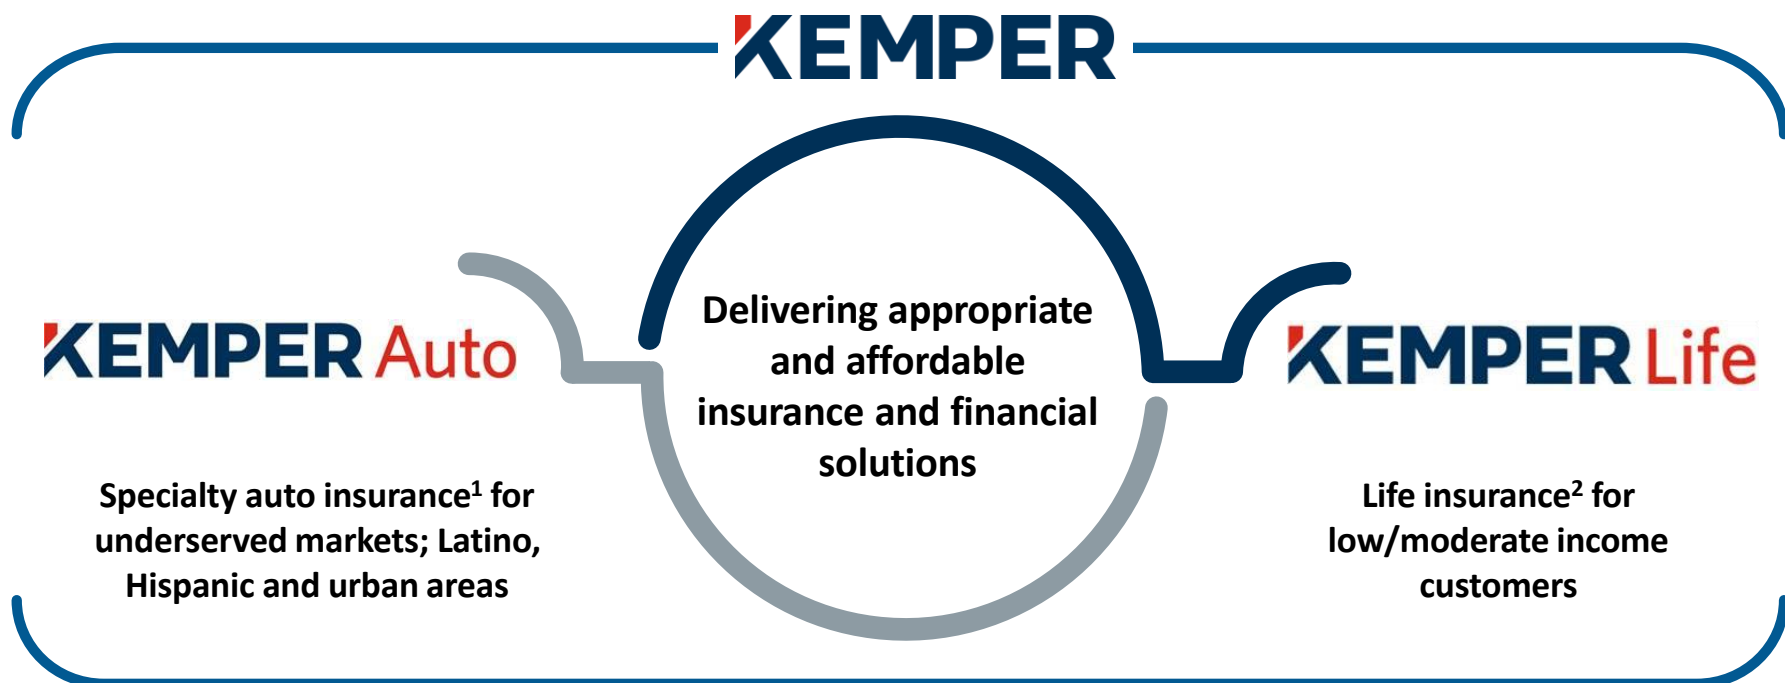 KEMPER
KEMPER Auto
Specialty auto insurance¹ for
underserved markets; Latino,
Hispanic and urban areas
Delivering appropriate
and affordable
insurance and financial
solutions
KEMPER Life
Life insurance² for
low/moderate income
customers